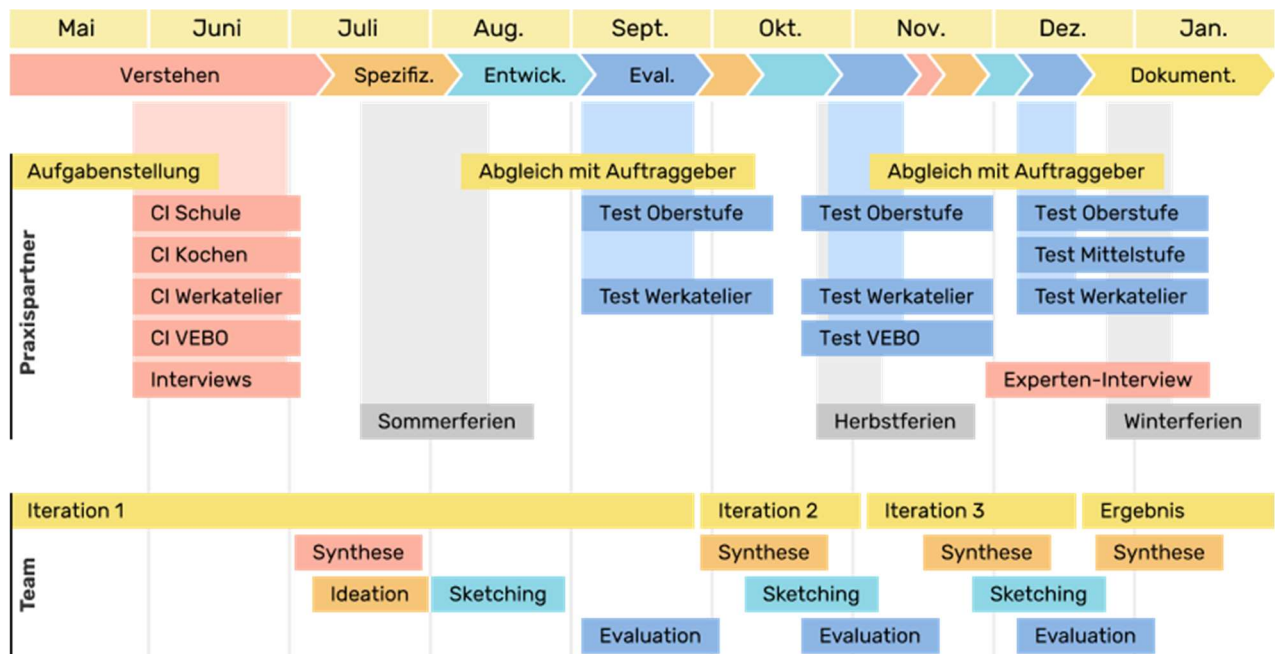 Mai Juni Juli Aug. Sept. Okt. Nov. Dez. Jan.
Verstehen Spezifiz. Entwick. Eval. Dokument.
Praxispartner
Aufgabenstellung Abgleich mit Auftraggeber Abgleich mit Auftraggeber
CI Schule Test Oberstufe Test Oberstufe Test Oberstufe
CI Kochen Test Mittelstufe
CI Werkatelier Test Werkatelier Test Werkatelier Test Werkatelier
CI VEBO Test VEBO
Interviews Experten-Interview
Sommerferien Herbstferien Winterferien
Team
Iteration 1 Iteration 2 Iteration 3 Ergebnis
Synthese Synthese Synthese Synthese
Ideation Sketching Sketching Sketching
Evaluation Evaluation Evaluation